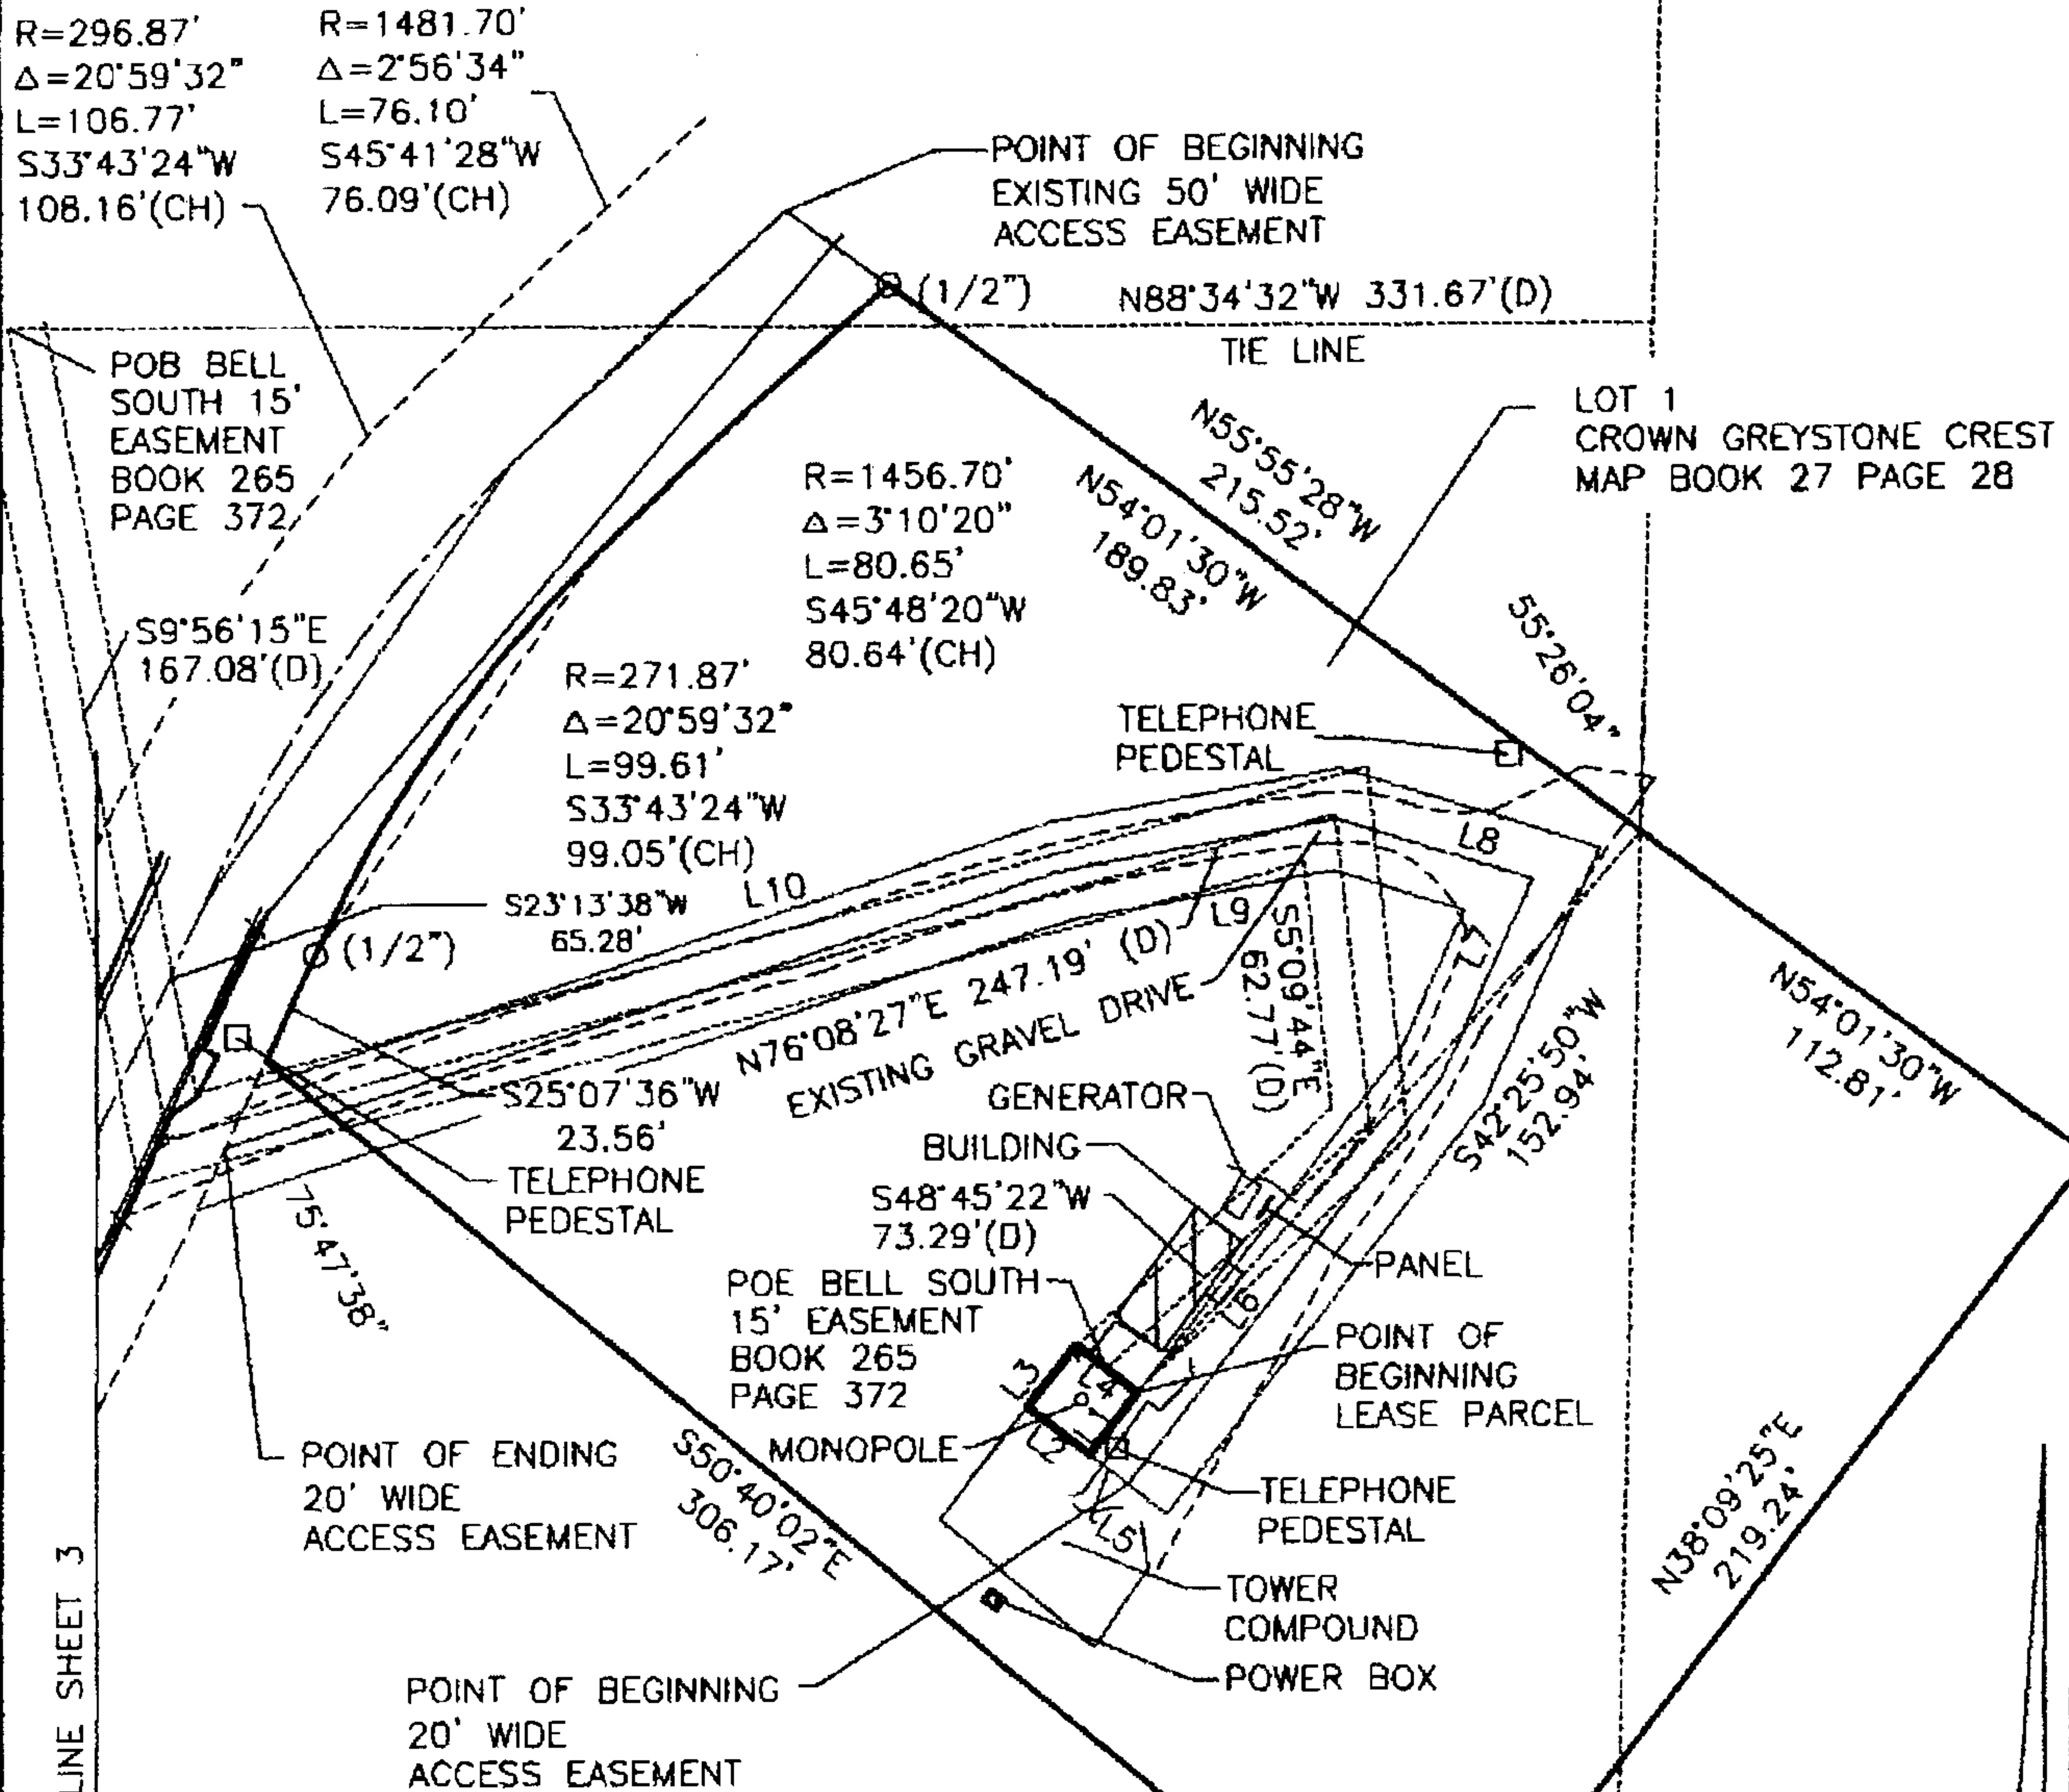 R=296.87'
Δ=20°59'32"
L=106.77'
S33°43'24"W
108.16'(CH)
R=1481.70'
Δ=2°56'34"
L=76.10'
S45°41'28"W
76.09'(CH)
POINT OF BEGINNING
EXISTING 50' WIDE
ACCESS EASEMENT
(1/2")
N88°34'32"W 331.67'(D)
TIE LINE
POB BELL
SOUTH 15'
EASEMENT
BOOK 265
PAGE 372
LOT 1
CROWN GREYSTONE CREST
MAP BOOK 27 PAGE 28
N55°55'28"W
215.52'
N54°01'30"W
189.83'
R=1456.70'
Δ=3°10'20"
L=80.65'
S45°48'20"W
80.64'(CH)
S9°56'15"E
167.08'(D)
55°26'04"
R=271.87'
Δ=20°59'32"
L=99.61'
S33°43'24"W
99.05'(CH)
TELEPHONE
PEDESTAL
L8
L10
S23°13'38"W
65.28'
(1/2")
L9
L7
S5°09'44"E
62.77'(D)
N76°08'27"E 247.19' (D)
EXISTING GRAVEL DRIVE
N54°01'30"W
112.81'
S42°25'50"W
152.94'
S25°07'36"W
23.56'
TELEPHONE
PEDESTAL
75°47'38"
GENERATOR
BUILDING
S48°45'22"W
73.29'(D)
PANEL
POE BELL SOUTH
15' EASEMENT
BOOK 265
PAGE 372
L6
L3
L4
L1
L2
POINT OF
BEGINNING
LEASE PARCEL
MONOPOLE
POINT OF ENDING
20' WIDE
ACCESS EASEMENT
S50°40'02"E
306.17'
TELEPHONE
PEDESTAL
L5
TOWER
COMPOUND
N38°09'25"E
219.24'
POWER BOX
POINT OF BEGINNING
20' WIDE
ACCESS EASEMENT
LINE SHEET 3